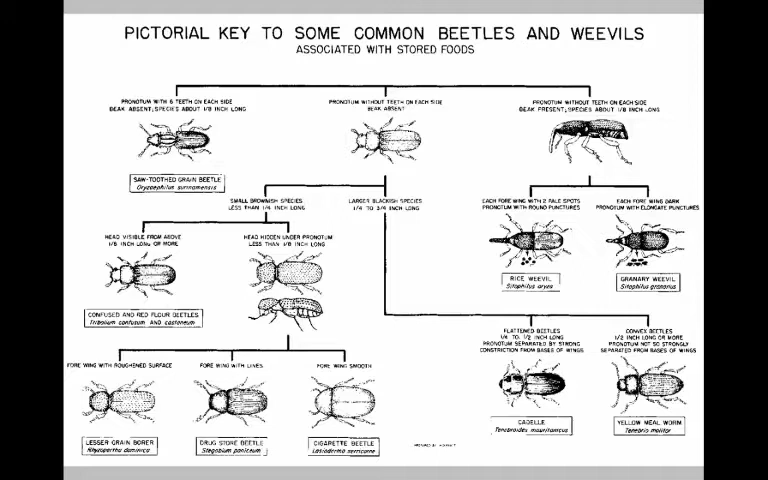 PICTORIAL KEY TO SOME COMMON BEETLES AND WEEVILS
ASSOCIATED WITH STORED FOODS
PRONOTUM WITH 6 TEETH ON EACH SIDE
BEAK ABSENT; SPECIES ABOUT 1/8 INCH LONG
PRONOTUM WITHOUT TEETH ON EACH SIDE
BEAK ABSENT
PRONOTUM WITHOUT TEETH ON EACH SIDE
BEAK PRESENT; SPECIES ABOUT 1/8 INCH LONG
SAW-TOOTHED GRAIN BEETLE
Oryzaephilus surinamensis
SMALL BROWNISH SPECIES
LESS THAN 1/4 INCH LONG
LARGER BLACKISH SPECIES
1/4 TO 3/4 INCH LONG
EACH FORE WING WITH 2 PALE SPOTS
PRONOTUM WITH ROUND PUNCTURES
EACH FORE WING DARK
PRONOTUM WITH ELONGATE PUNCTURES
HEAD VISIBLE FROM ABOVE
1/8 INCH LONG OR MORE
HEAD HIDDEN UNDER PRONOTUM
LESS THAN 1/8 INCH LONG
RICE WEEVIL
Sitophilus oryza
GRANARY WEEVIL
Sitophilus granarius
CONFUSED AND RED FLOUR BEETLES
Tribolium confusum AND castaneum
FLATTENED BEETLES
1/4 TO 1/2 INCH LONG
PRONOTUM SEPARATED BY STRONG
CONSTRICTION FROM BASES OF WINGS
CONVEX BEETLES
1/2 INCH LONG OR MORE
PRONOTUM NOT SO STRONGLY
SEPARATED FROM BASES OF WINGS
FORE WING WITH ROUGHENED SURFACE
FORE WING WITH LINES
FORE WING SMOOTH
CADELLE
Tenebroides mauritanicus
YELLOW MEAL WORM
Tenebrio molitor
LESSER GRAIN BORER
Rhyzopertha dominica
DRUG STORE BEETLE
Stegobium paniceum
CIGARETTE BEETLE
Lasioderma serricorne